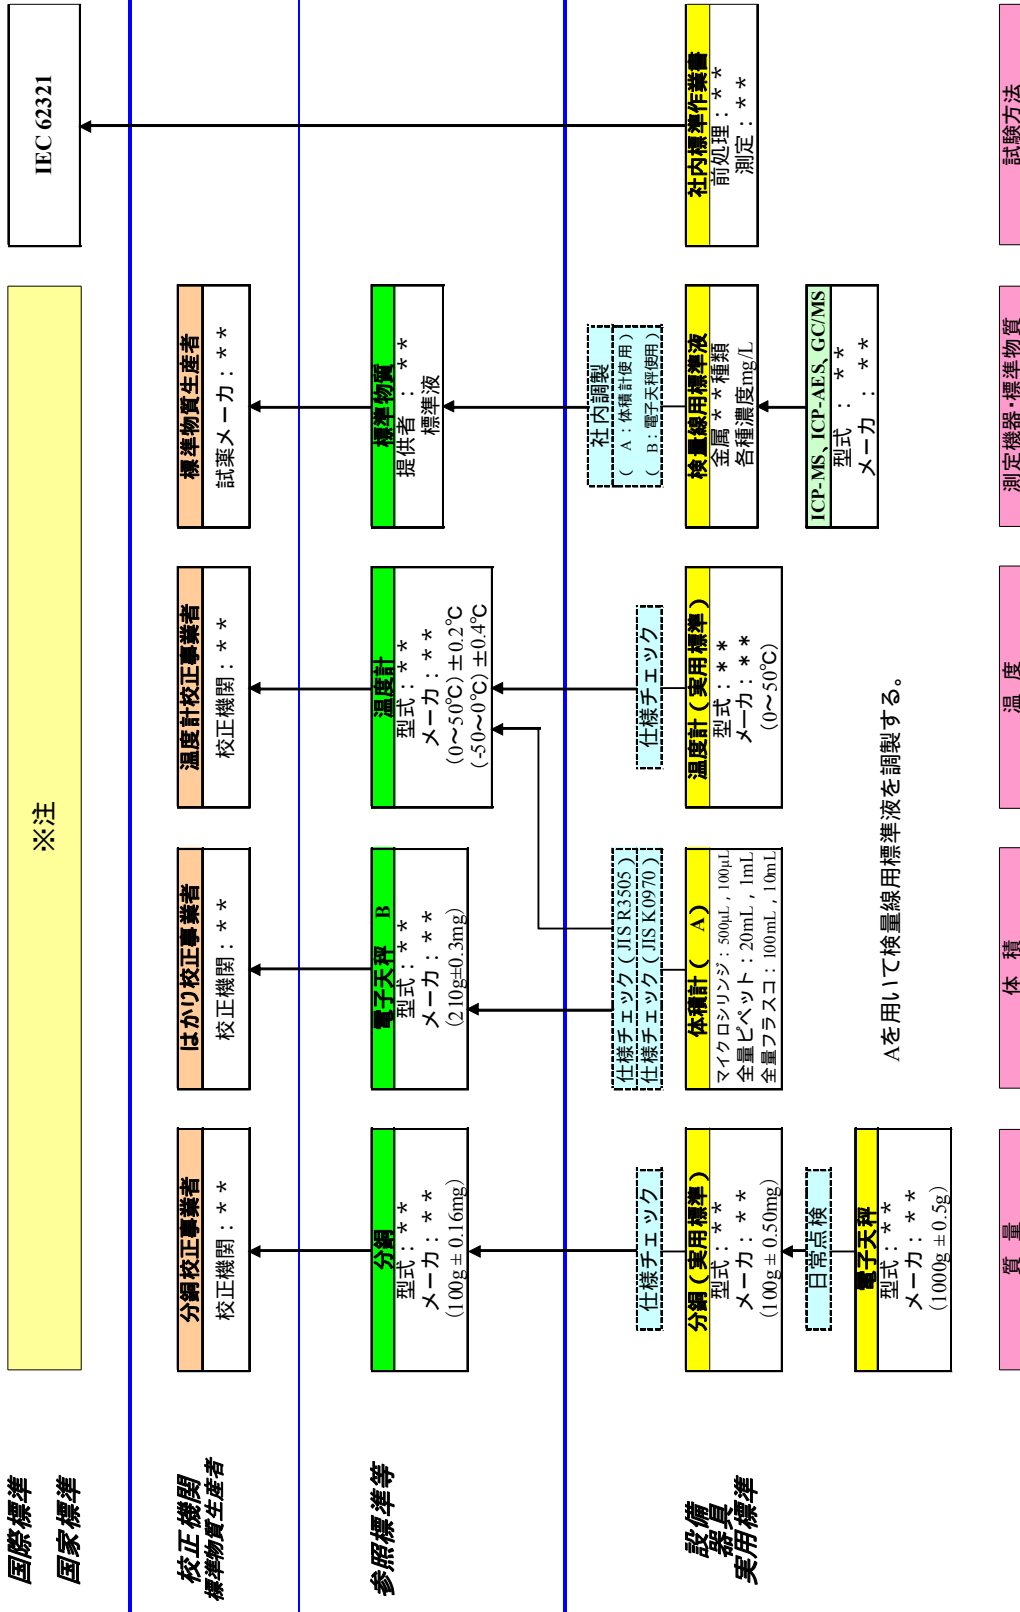 国際標準
国家標準
※注
IEC 62321
校正機関
標準物質生産者
分銅校正事業者
校正機関：＊＊
はかり校正事業者
校正機関：＊＊
温度計校正事業者
校正機関：＊＊
標準物質生産者
試薬メーカ：＊＊
参照標準等
分銅
型式：＊＊
メーカ：＊＊
(100g ± 0.16mg)
電子天秤　B
型式：＊＊
メーカ：＊＊
(210g±0.3mg)
温度計
型式：＊＊
メーカ：＊＊
(0～50℃) ±0.2℃
(-50～0℃) ±0.4℃
標準物質
提供者：＊＊
標準液
設備
器具
実用標準
仕様チェック
分銅（実用標準）
型式：＊＊
メーカ：＊＊
(100g ± 0.50mg)
日常点検
電子天秤
型式：＊＊
メーカ：＊＊
(1000g ± 0.5g)
仕様チェック（JIS R3505）
仕様チェック（JIS K0970）
体積計（　A）
マイクロシリンジ：500μL，100μL
全量ピペット：20mL，1mL
全量フラスコ：100mL，10mL
仕様チェック
温度計（実用標準）
型式：＊＊
メーカ：＊＊
(0～50℃)
社内調製
（　A：体積計使用）
（　B：電子天秤使用）
検量線用標準液
金属＊＊種類
各種濃度mg/L
ICP-MS、ICP-AES、GC/MS
型式：＊＊
メーカ：＊＊
社内標準作業書
前処理：＊＊
測定：＊＊
Aを用いて検量線用標準液を調製する。
質 量
体 積
温 度
測定機器・標準物質
試験方法